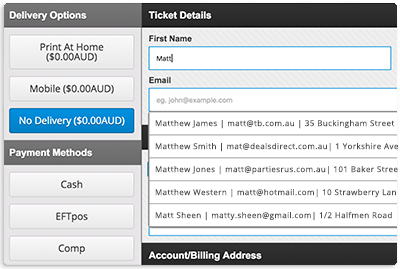 Delivery Options
Print At Home
($0.00AUD)
Mobile ($0.00AUD)
No Delivery ($0.00AUD)
Payment Methods
Cash
EFTpos
Comp
Ticket Details
First Name
Matt
Email
eg. john@example.com
Matthew James | matt@tb.com.au | 35 Buckingham Street
Matthew Smith | mat@dealsdirect.com.au| 1 Yorkshire Ave
Matthew Jones | matt@partiesrus.com.au| 101 Baker Street
Matthew Western | matt@hotmail.com| 10 Strawberry Lan
Matt Sheen | matty.sheen@gmail.com| 1/2 Halfmen Road
Account/Billing Address